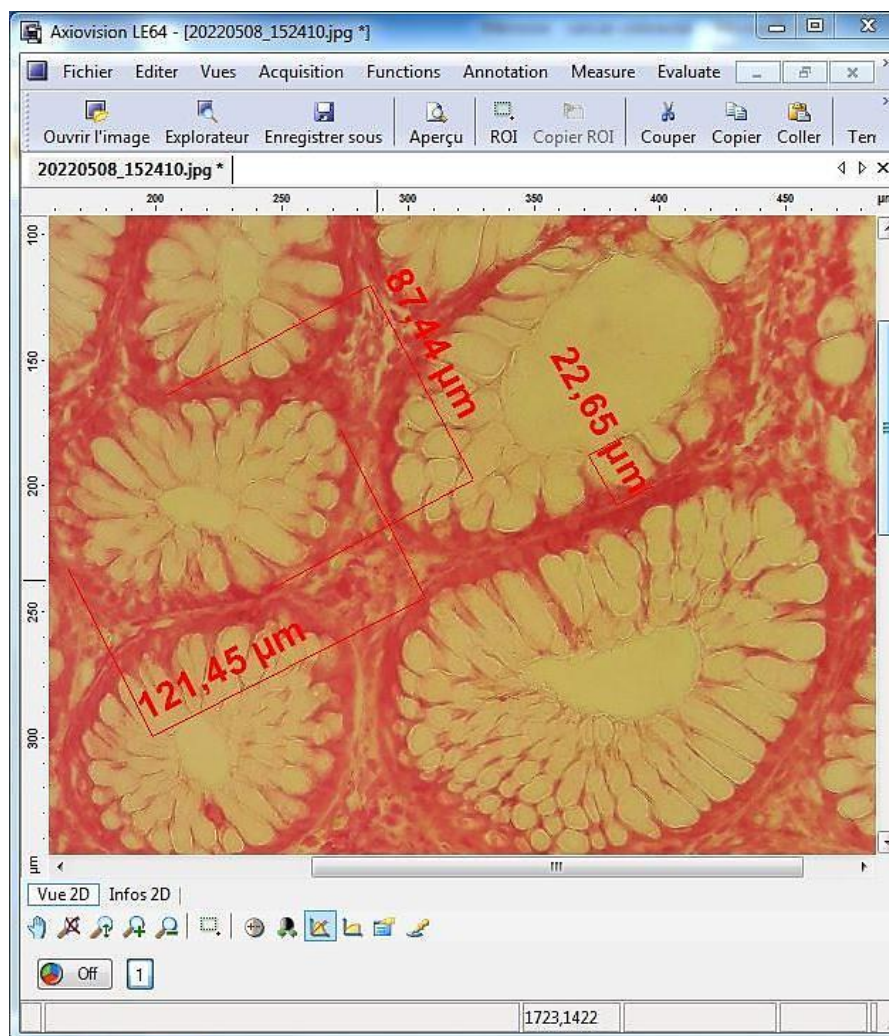 Axiovision LE64 - [20220508_152410.jpg *]
Fichier Editer Vues Acquisition Functions Annotation Measure Evaluate
Ouvrir l'image Explorateur Enregistrer sous Aperçu ROI Copier ROI Couper Copier Coller Terr
20220508_152410.jpg *
200 250 300 350 400 450 µm
100
150
200
250
300
µm
87,44 µm
22,65 µm
121,45 µm
Vue 2D Infos 2D
Off 1
1723,1422